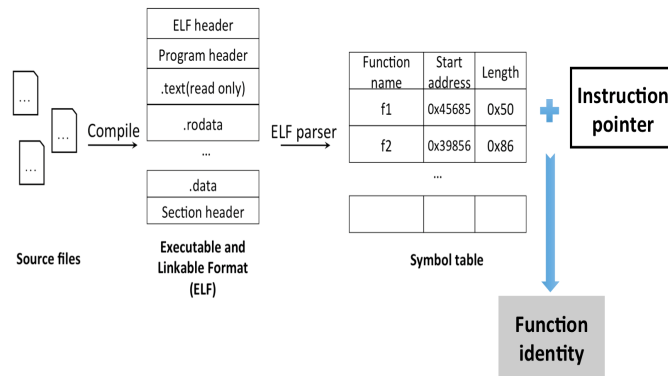 ...
...
...
Source files
Compile
ELF header
Program header
.text(read only)
.rodata
...
.data
Section header
Executable and
Linkable Format
(ELF)
ELF parser
Function name Start address Length
f1 0x45685 0x50
f2 0x39856 0x86
...
Symbol table
Instruction
pointer
Function
identity